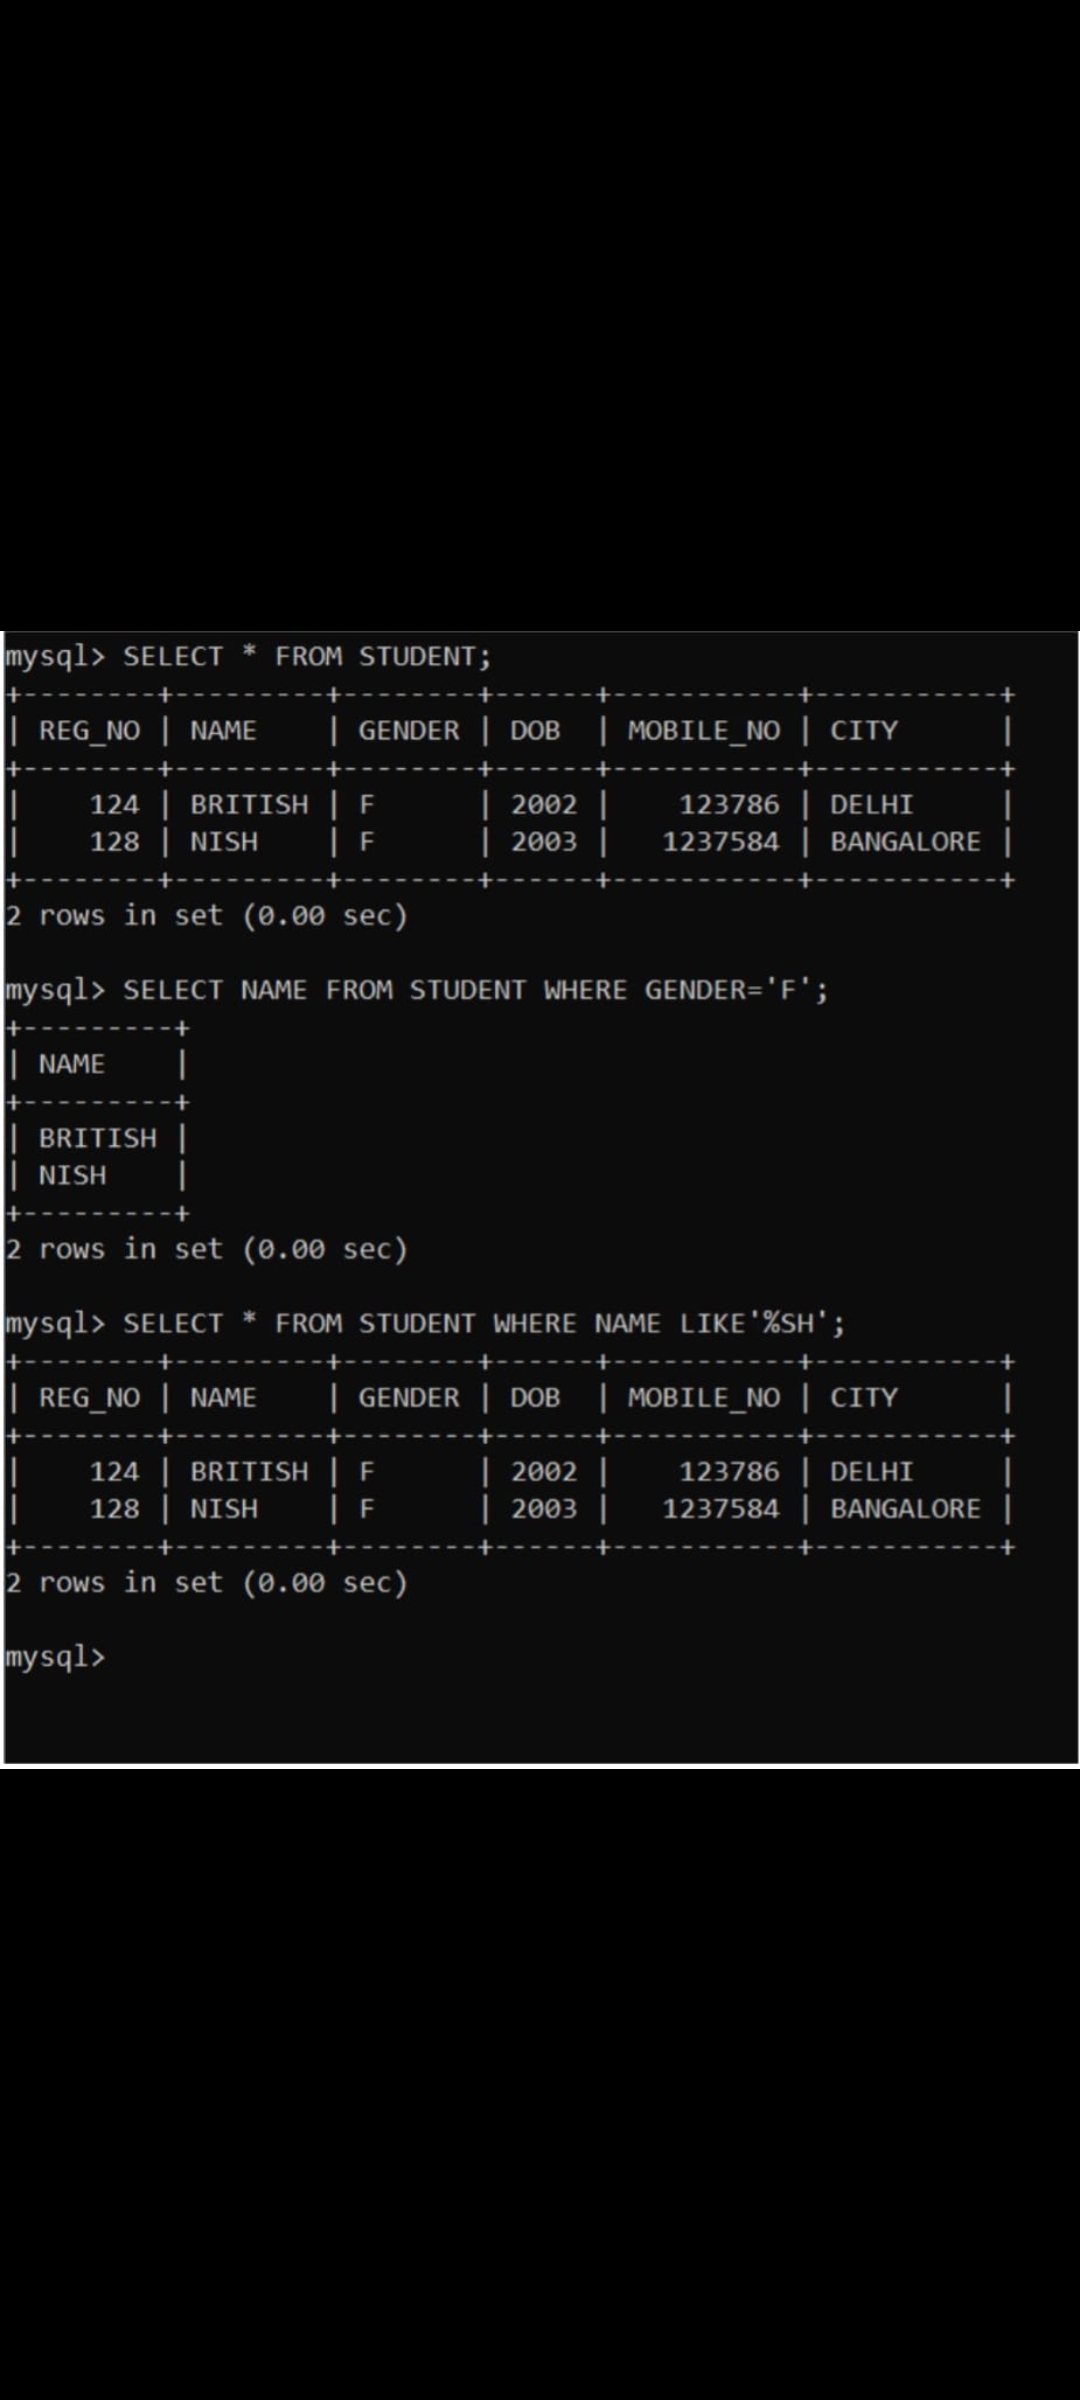 mysql> SELECT * FROM STUDENT;
+--------+---------+--------+------+-----------+-----------+
| REG_NO | NAME    | GENDER | DOB  | MOBILE_NO | CITY      |
+--------+---------+--------+------+-----------+-----------+
|    124 | BRITISH | F      | 2002 |    123786 | DELHI     |
|    128 | NISH    | F      | 2003 |   1237584 | BANGALORE |
+--------+---------+--------+------+-----------+-----------+
2 rows in set (0.00 sec)

mysql> SELECT NAME FROM STUDENT WHERE GENDER='F';
+---------+
| NAME    |
+---------+
| BRITISH |
| NISH    |
+---------+
2 rows in set (0.00 sec)

mysql> SELECT * FROM STUDENT WHERE NAME LIKE'%SH';
+--------+---------+--------+------+-----------+-----------+
| REG_NO | NAME    | GENDER | DOB  | MOBILE_NO | CITY      |
+--------+---------+--------+------+-----------+-----------+
|    124 | BRITISH | F      | 2002 |    123786 | DELHI     |
|    128 | NISH    | F      | 2003 |   1237584 | BANGALORE |
+--------+---------+--------+------+-----------+-----------+
2 rows in set (0.00 sec)

mysql>